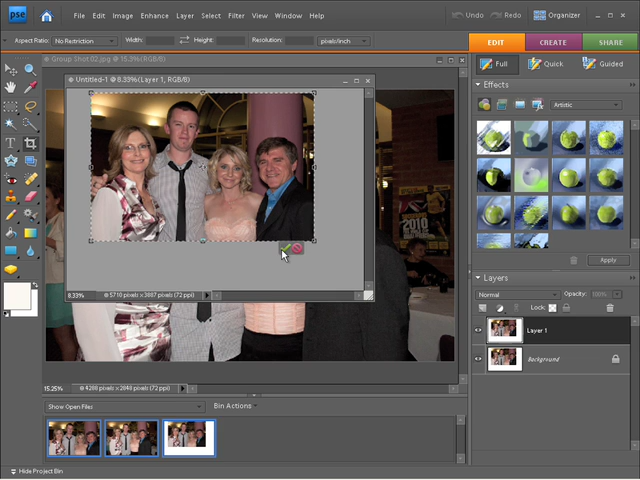 pse File Edit Image Enhance Layer Select Filter View Window Help Undo Redo Organizer
Aspect Ratio: No Restriction Width: Height: Resolution: pixels/inch EDIT CREATE SHARE
Group Shot 02.jpg @ 15.3%(RGB/8)
Full Quick Guided
Untitled-1 @ 8.33%(Layer 1, RGB/8)
Effects
Artistic
2010
Apply
Layers
8.33% 5710 pixels x 3887 pixels (72 ppi)
Normal Opacity: 100%
Lock:
Layer 1
Background
15.25% 4288 pixels x 2848 pixels (72 ppi)
Show Open Files Bin Actions
Hide Project Bin